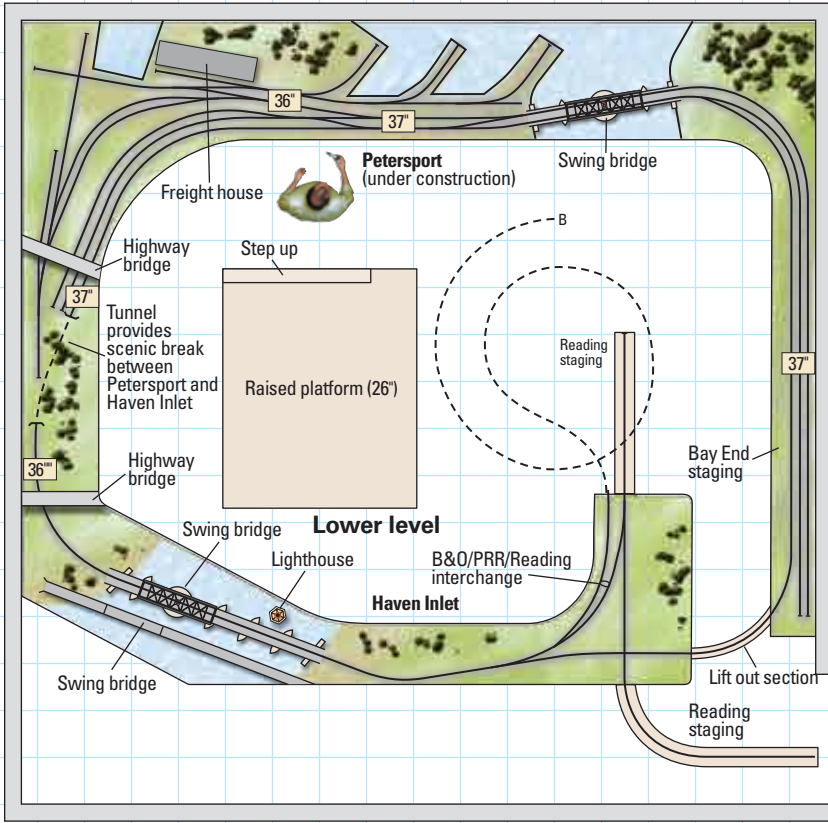 36"
37"
Petersport
(under construction)
Swing bridge
Freight house
B
Highway
bridge
Step up
37"
Tunnel
provides
scenic break
between
Petersport and
Haven Inlet
Reading
staging
37"
Raised platform (26")
Bay End
staging
Highway
bridge
36""
Swing bridge
Lower level
Lighthouse
B&O/PRR/Reading
interchange
Haven Inlet
Swing bridge
Lift out section
Reading
staging